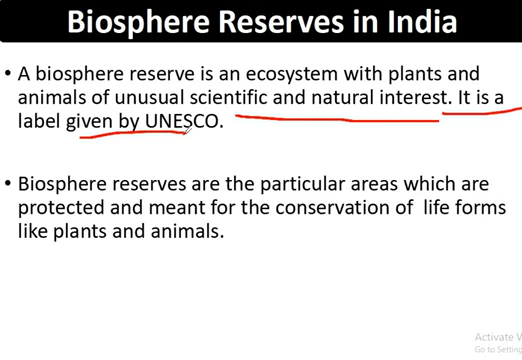 Biosphere Reserves in India
• A biosphere reserve is an ecosystem with plants and
animals of unusual scientific and natural interest. It is a
label given by UNESCO.
• Biosphere reserves are the particular areas which are
protected and meant for the conservation of life forms
like plants and animals.
Activate
Go to Setting